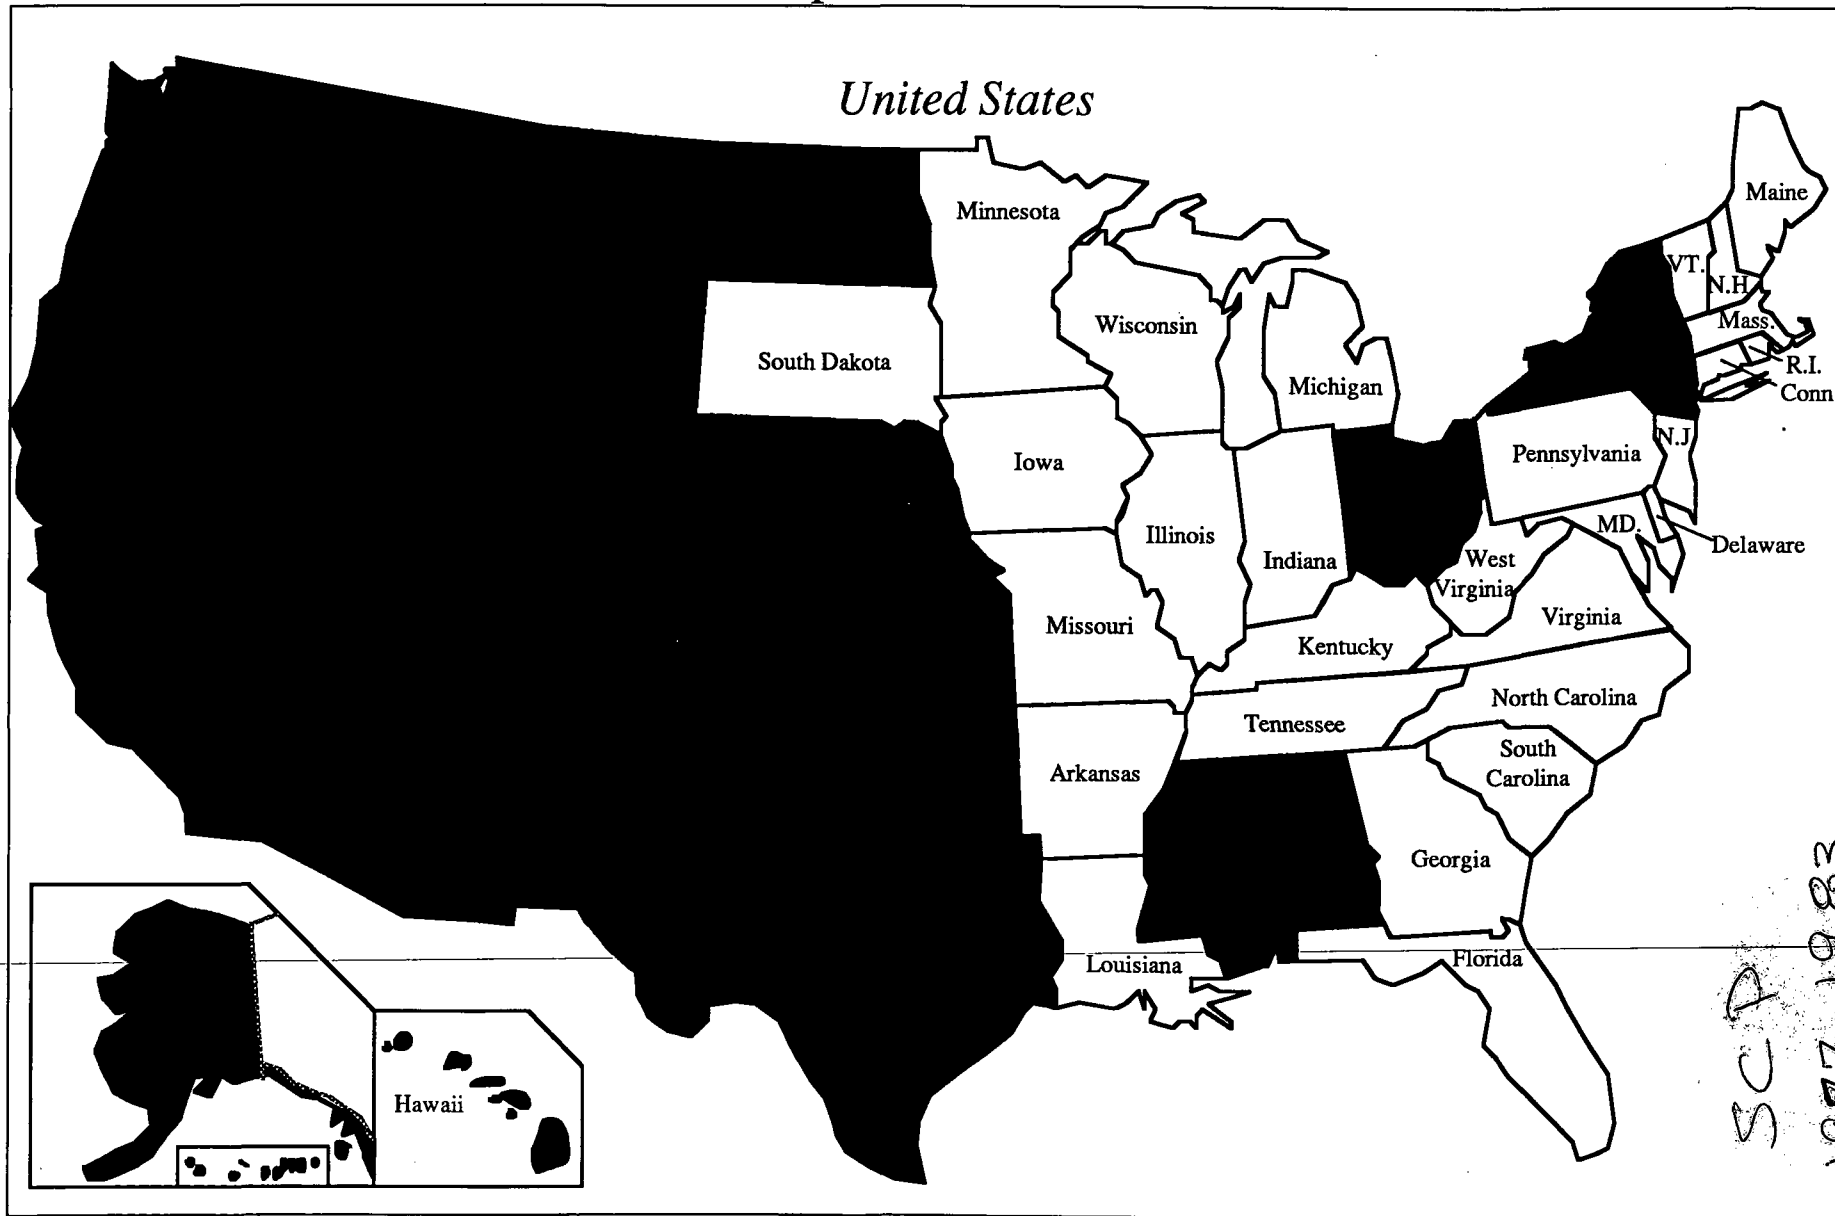 United States
Maine
Minnesota
VT.
N.H.
Wisconsin
Mass.
South Dakota
R.I.
Michigan
Conn
Iowa
Pennsylvania
N.J
Illinois
MD.
Indiana
Delaware
West
Virginia
Missouri
Virginia
Kentucky
North Carolina
Tennessee
South
Carolina
Arkansas
Georgia
Louisiana
Florida
Hawaii
SCP